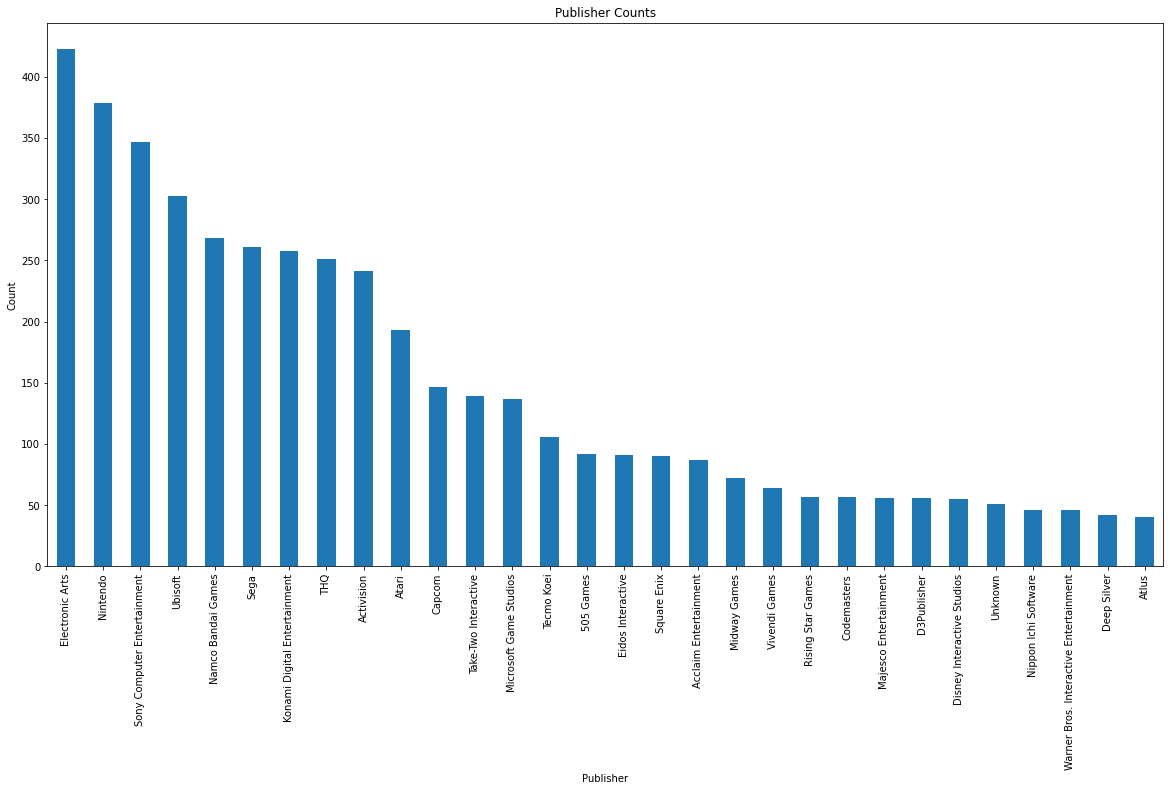 Publisher Counts
400
350
300
250
200
150
100
50
0
Count
Electronic Arts
Nintendo
Sony Computer Entertainment
Ubisoft
Namco Bandai Games
Sega
Konami Digital Entertainment
THQ
Activision
Atari
Capcom
Take-Two Interactive
Microsoft Game Studios
Tecmo Koei
505 Games
Eidos Interactive
Square Enix
Acclaim Entertainment
Midway Games
Vivendi Games
Rising Star Games
Codemasters
Majesco Entertainment
D3Publisher
Disney Interactive Studios
Unknown
Nippon Ichi Software
Warner Bros. Interactive Entertainment
Deep Silver
Atlus
Publisher